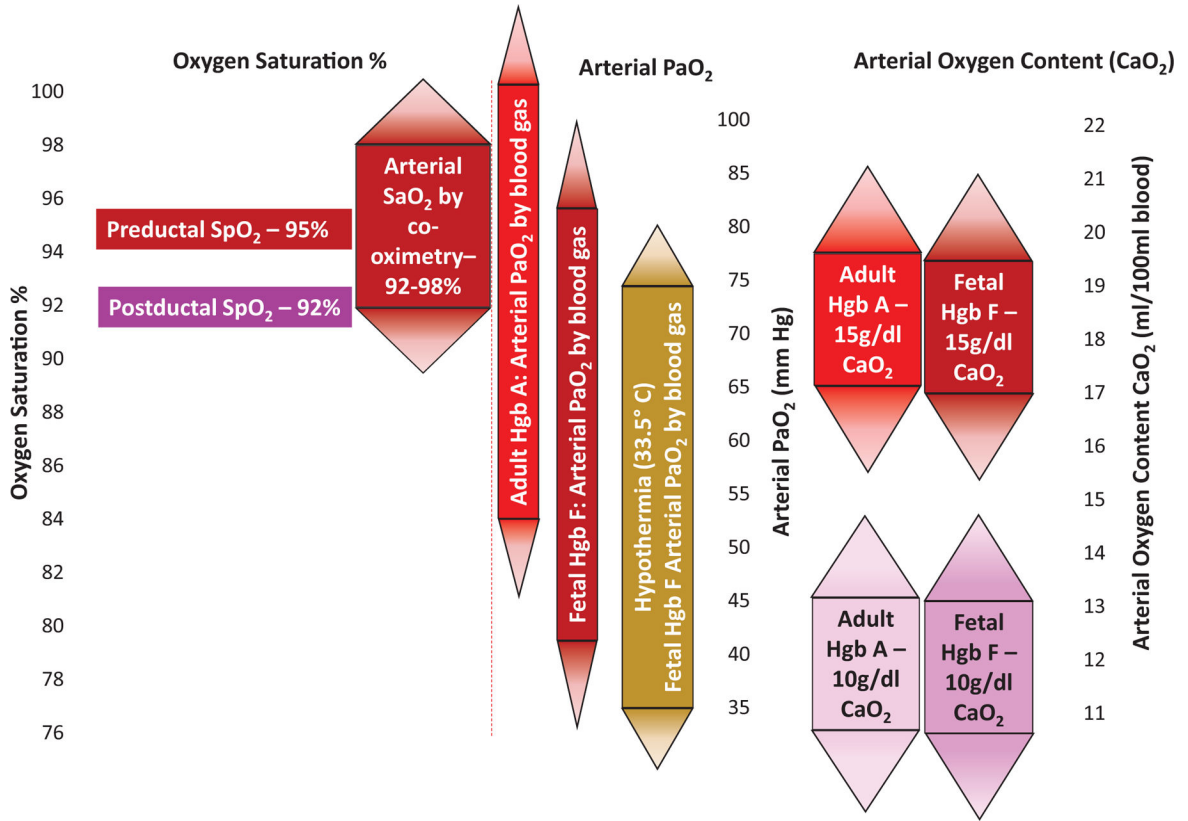 Oxygen Saturation %
Arterial PaO₂
Arterial Oxygen Content (CaO₂)
Oxygen Saturation %
100
98
96
94
92
90
88
86
84
82
80
78
76
Preductal SpO₂ – 95%
Postductal SpO₂ – 92%
Arterial
SaO₂ by
co-
oximetry–
92-98%
Adult Hgb A: Arterial PaO₂ by blood gas
Fetal Hgb F: Arterial PaO₂ by blood gas
Hypothermia (33.5° C)
Fetal Hgb F Arterial PaO₂ by blood gas
100
85
80
75
70
65
60
55
50
45
40
35
Arterial PaO₂ (mm Hg)
Adult
Hgb A –
15g/dl
CaO₂
Fetal
Hgb F –
15g/dl
CaO₂
Adult
Hgb A –
10g/dl
CaO₂
Fetal
Hgb F –
10g/dl
CaO₂
22
21
20
19
18
17
16
15
14
13
12
11
Arterial Oxygen Content CaO₂ (ml/100ml blood)